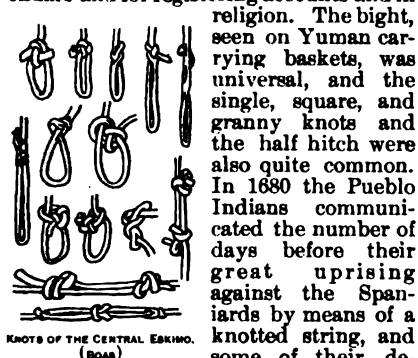 religion. The bight,
seen on Yuman car-
rying baskets, was
universal, and the
single, square, and
granny knots and
the half hitch were
also quite common.
In 1680 the Pueblo
Indians communi-
cated the number of
days before their
great uprising
against the Span-
iards by means of a
knotted string, and
KNOTS OF THE CENTRAL ESKIMO.
(BOAS)